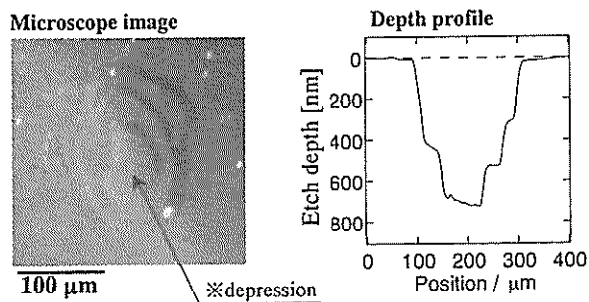 Microscope image
100 µm
※depression
Depth profile
Etch depth [nm]
0
200
400
600
800
0 100 200 300 400
Position / µm